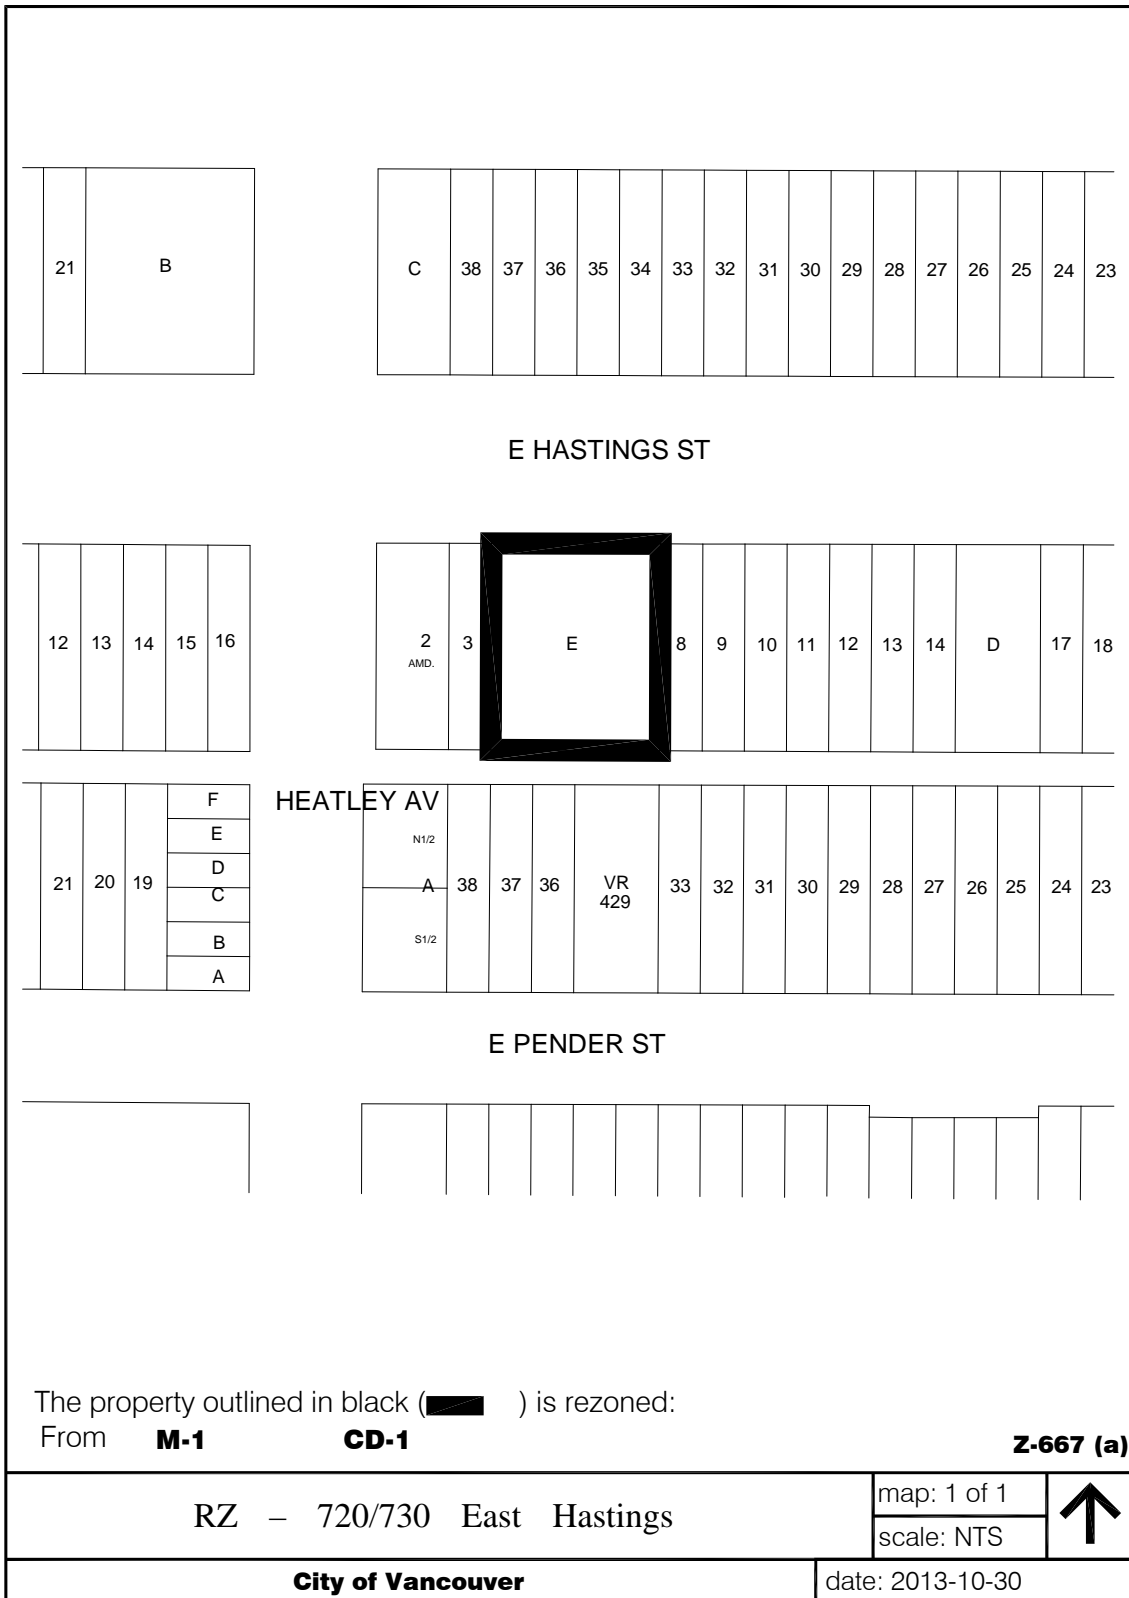 21 B C 38 37 36 35 34 33 32 31 30 29 28 27 26 25 24 23
E HASTINGS ST
12 13 14 15 16 2 3 E 8 9 10 11 12 13 14 D 17 18
AMD.
F HEATLEY AV
E N1/2
D
21 20 19 C A 38 37 36 VR 33 32 31 30 29 28 27 26 25 24 23
429
B S1/2
A
E PENDER ST
The property outlined in black ( ) is rezoned:
From M-1 CD-1
Z-667 (a)
RZ – 720/730 East Hastings
map: 1 of 1
scale: NTS
City of Vancouver
date: 2013-10-30